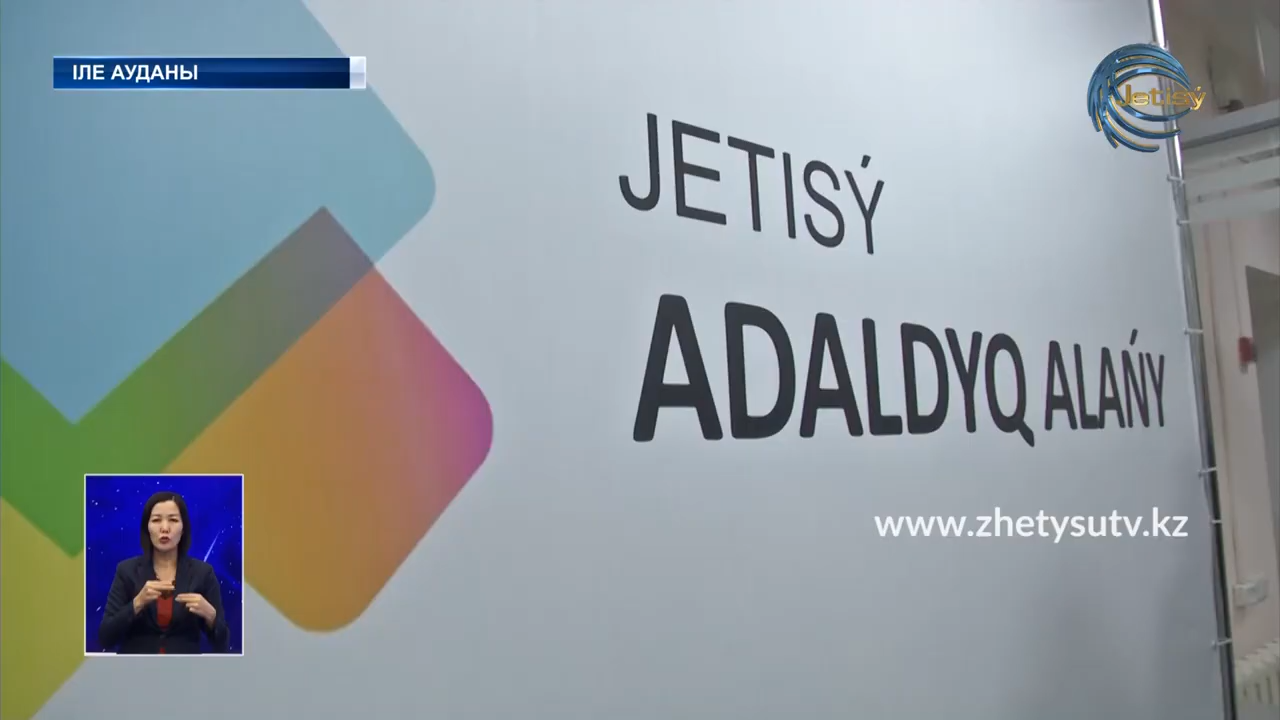 ІЛЕ АУДАНЫ
Jetisý
JETISÝ
ADALDYQ ALAŃY
www.zhetysutv.kz